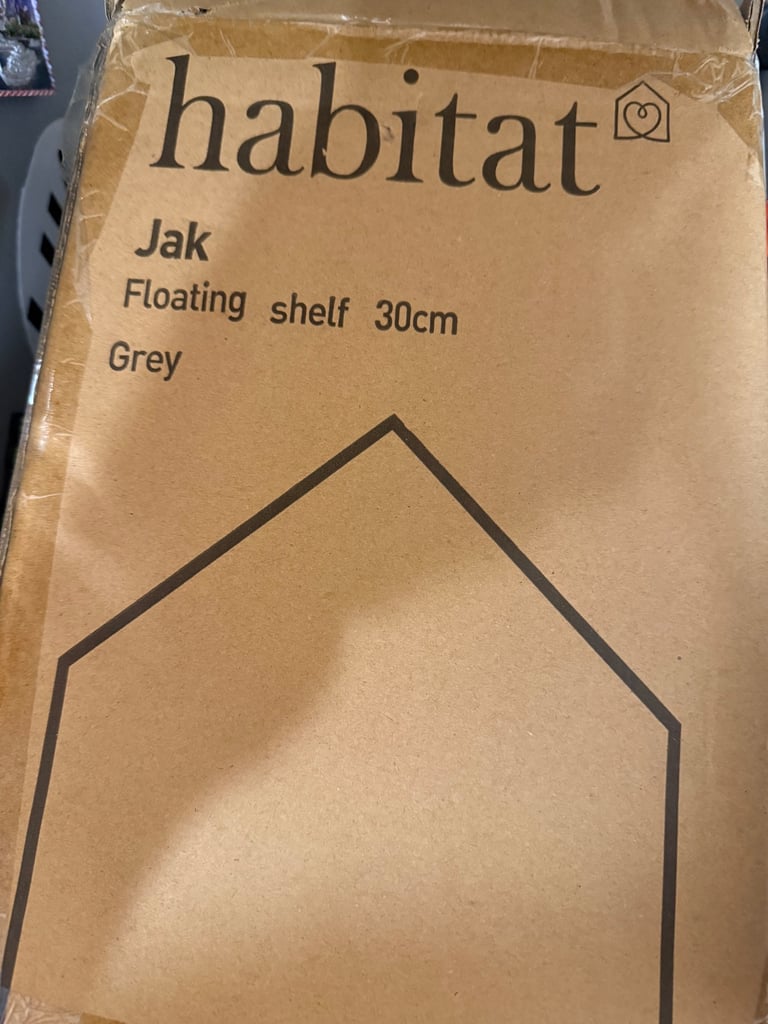 habitat
Jak
Floating shelf 30cm
Grey